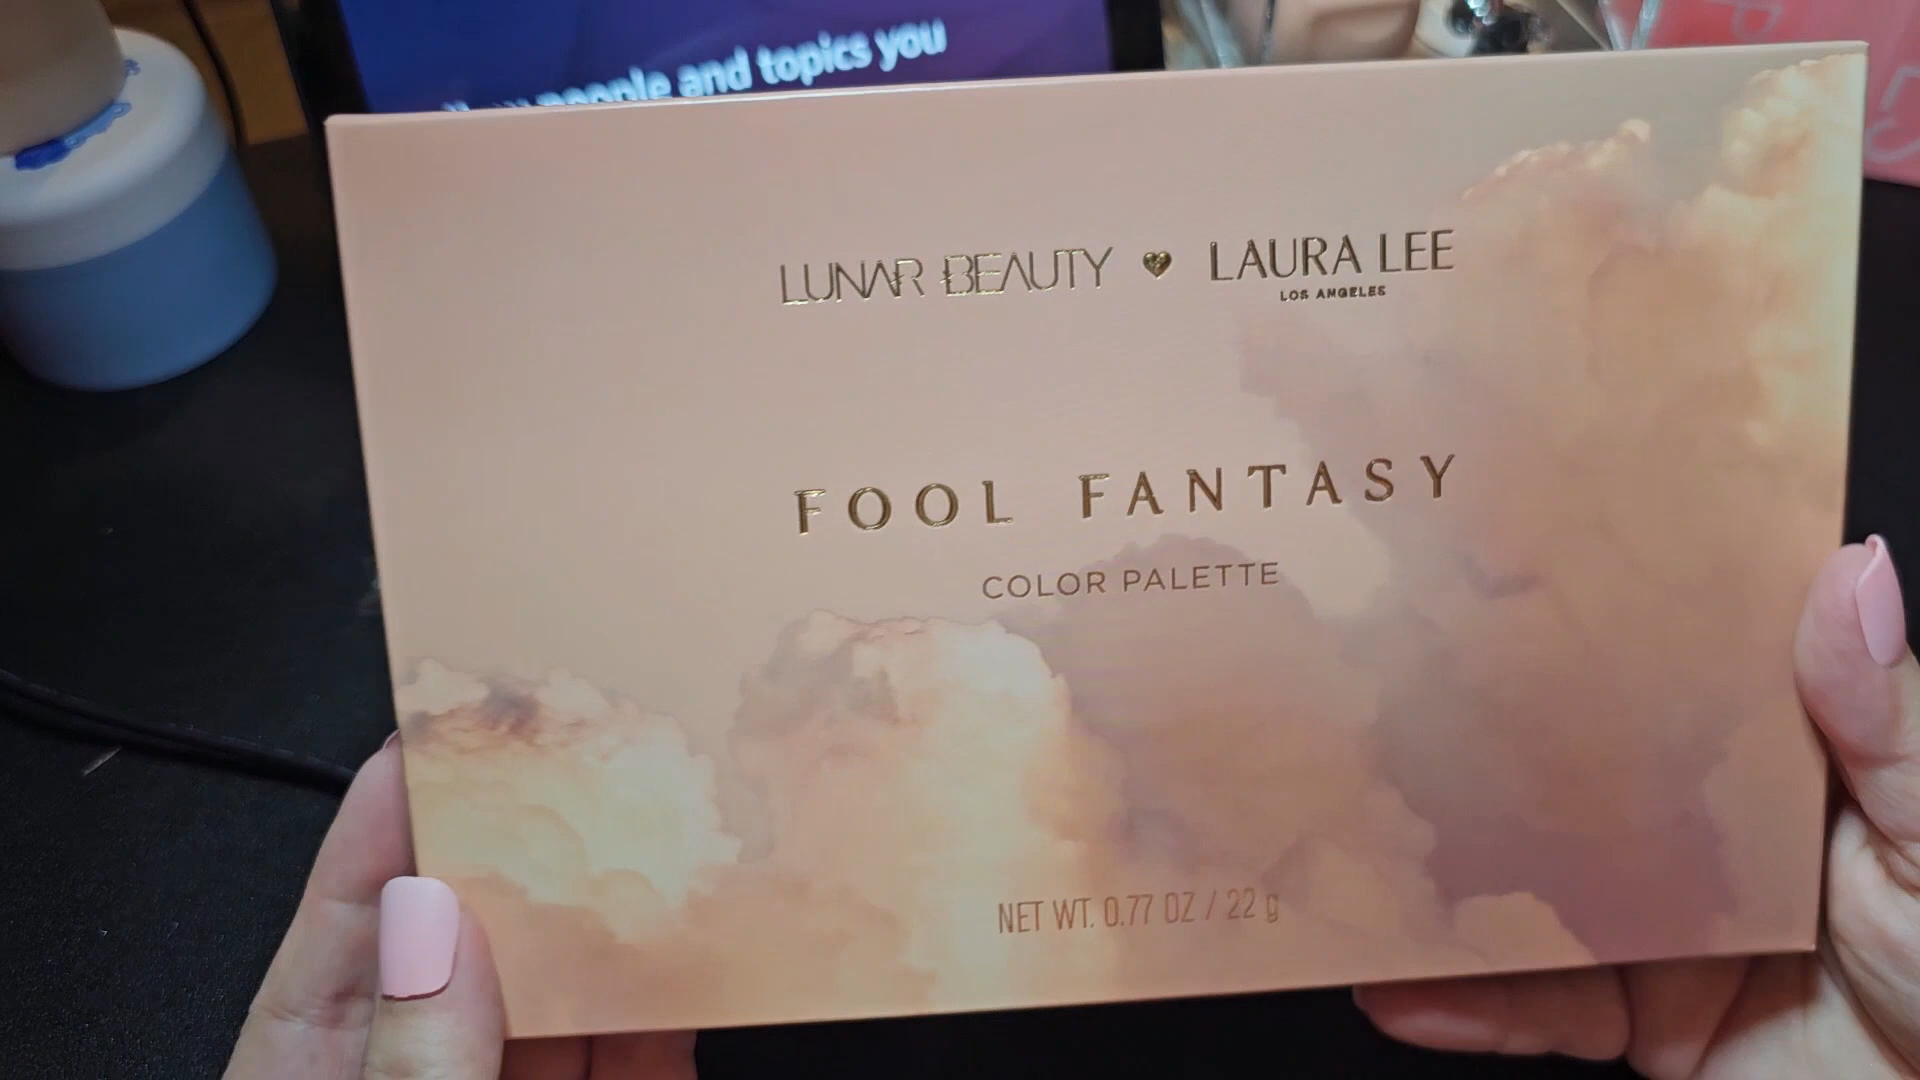 people and topics you
LUNAR BEAUTY LAURA LEE
LOS ANGELES
FOOL FANTASY
COLOR PALETTE
NET WT. 0.77 OZ / 22 g